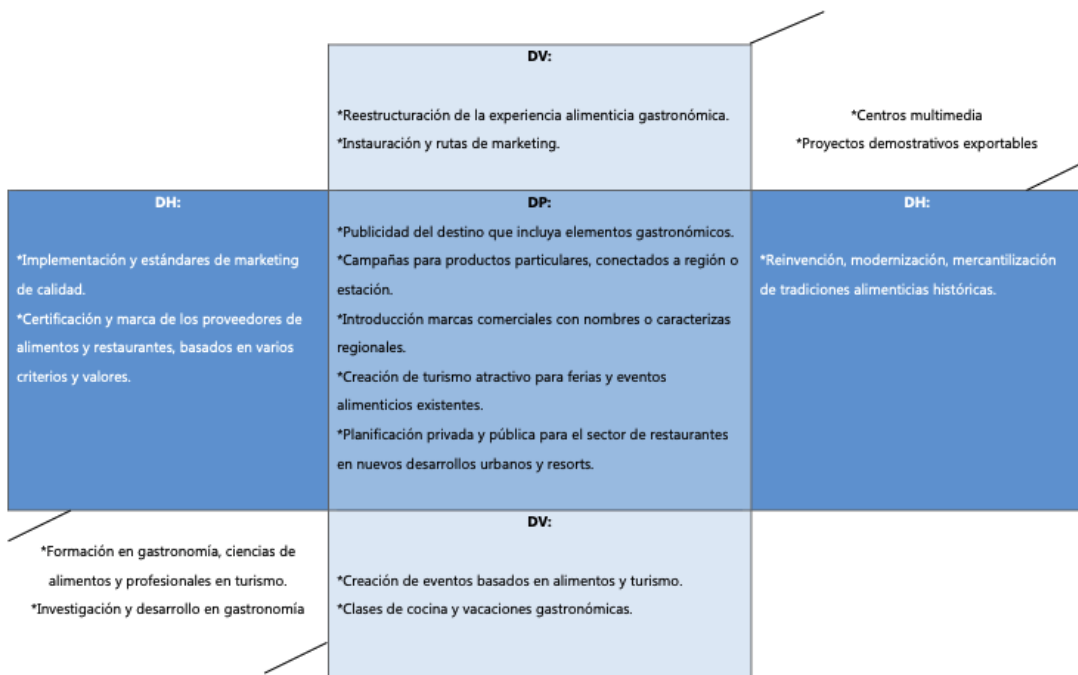 DV:
*Reestructuración de la experiencia alimenticia gastronómica.
*Instauración y rutas de marketing.
*Centros multimedia
*Proyectos demostrativos exportables
DH:
*Implementación y estándares de marketing
de calidad.
*Certificación y marca de los proveedores de
alimentos y restaurantes, basados en varios
criterios y valores.
DP:
*Publicidad del destino que incluya elementos gastronómicos.
*Campañas para productos particulares, conectados a región o
estación.
*Introducción marcas comerciales con nombres o caracterizas
regionales.
*Creación de turismo atractivo para ferias y eventos
alimenticios existentes.
*Planificación privada y pública para el sector de restaurantes
en nuevos desarrollos urbanos y resorts.
DH:
*Reinvención, modernización, mercantilización
de tradiciones alimenticias históricas.
*Formación en gastronomía, ciencias de
alimentos y profesionales en turismo.
*Investigación y desarrollo en gastronomía
DV:
*Creación de eventos basados en alimentos y turismo.
*Clases de cocina y vacaciones gastronómicas.